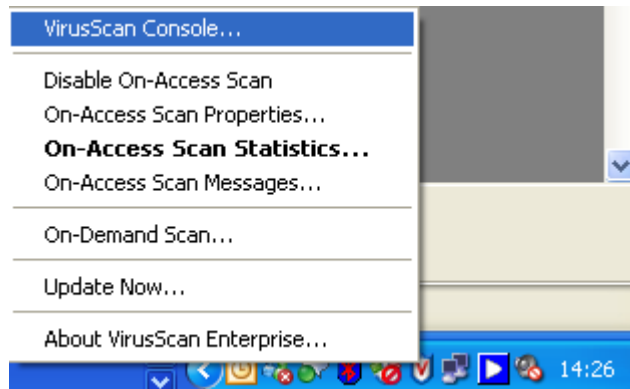 VirusScan Console...
Disable On-Access Scan
On-Access Scan Properties...
On-Access Scan Statistics...
On-Access Scan Messages...
On-Demand Scan...
Update Now...
About VirusScan Enterprise...
14:26